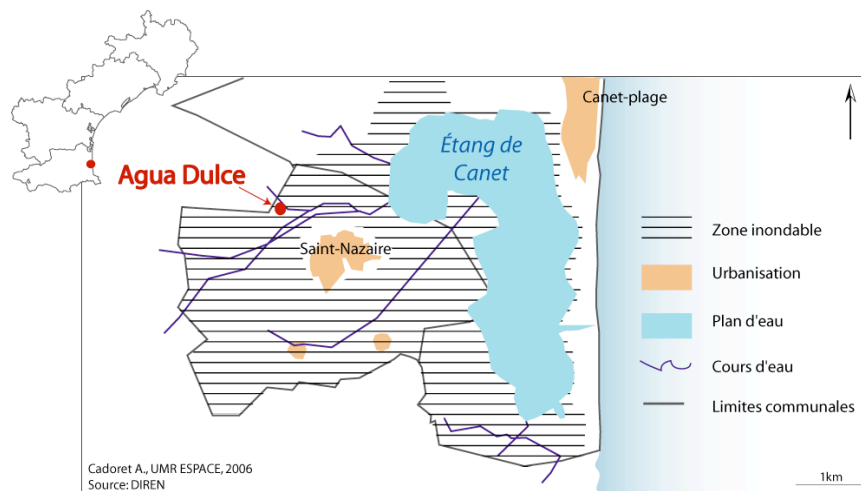 Canet-plage
Étang de
Canet
Agua Dulce
Saint-Nazaire
Zone inondable
Urbanisation
Plan d'eau
Cours d'eau
Limites communales
Cadoret A., UMR ESPACE, 2006
Source: DIREN
1km